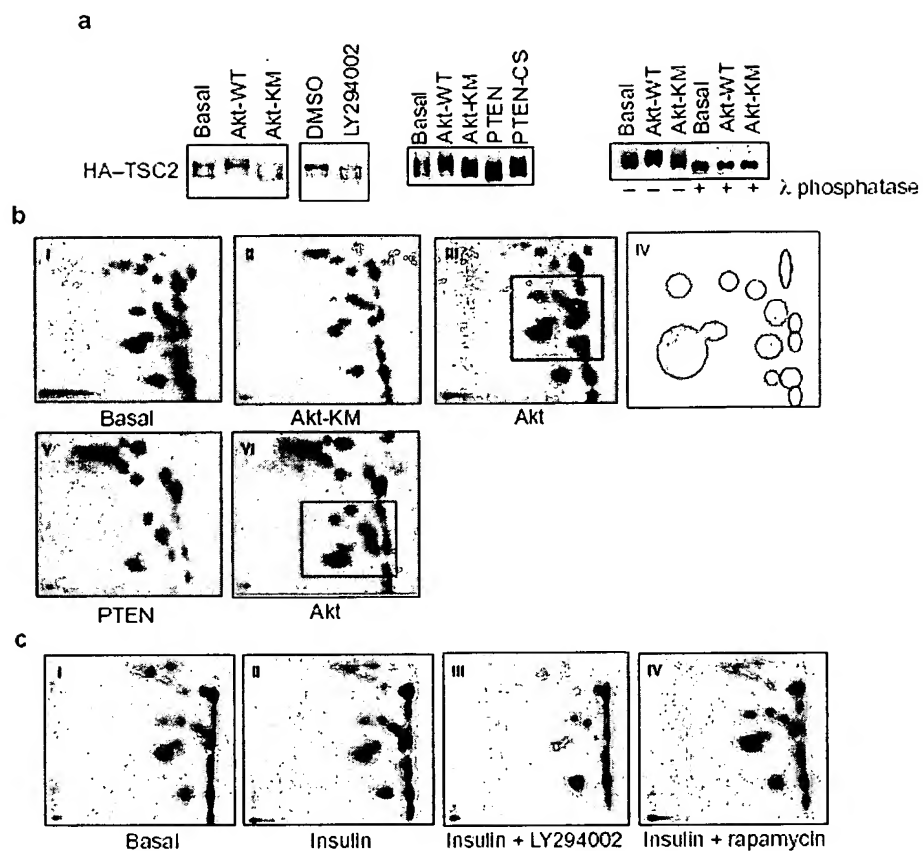 a
Basal
Akt-WT
Akt-KM
DMSO
LY294002
Basal
Akt-WT
Akt-KM
PTEN
PTEN-CS
Basal
Akt-WT
Akt-KM
Basal
Akt-WT
Akt-KM
HA–TSC2
– – – + + + λ phosphatase
b
I
II
III
IV
Basal
Akt-KM
Akt
V
VI
PTEN
Akt
c
I
II
III
IV
Basal
Insulin
Insulin + LY294002
Insulin + rapamycin